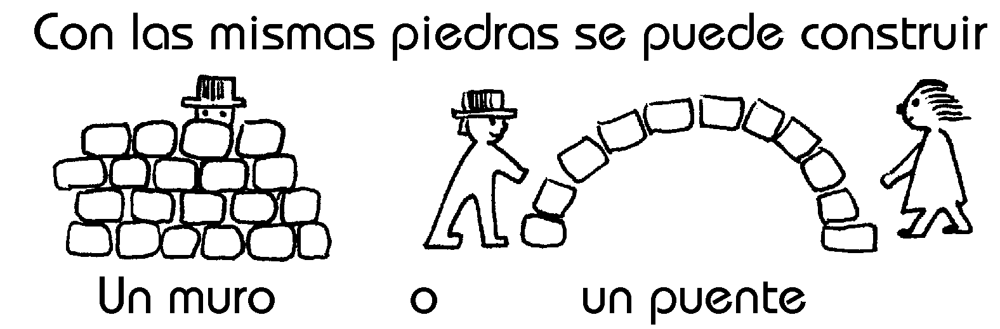 Con las mismas piedras se puede construir
Un muro o un puente